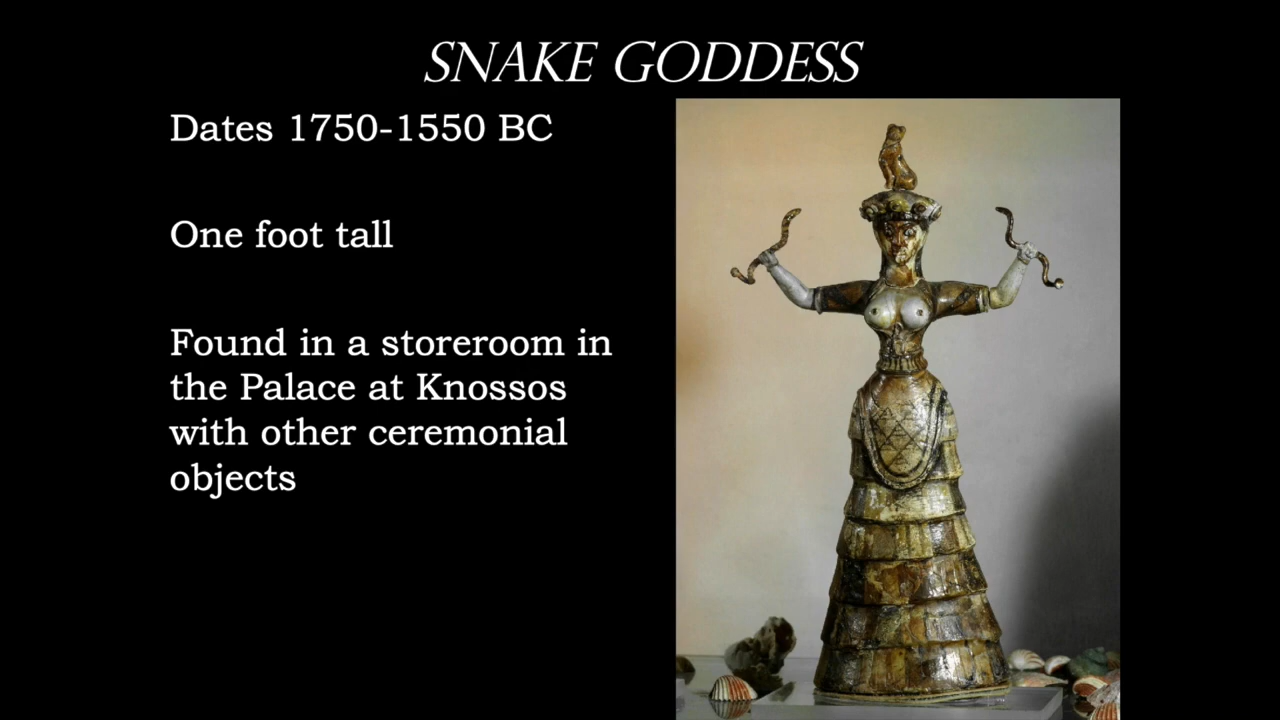 SNAKE GODDESS
Dates 1750-1550 BC
One foot tall
Found in a storeroom in
the Palace at Knossos
with other ceremonial
objects